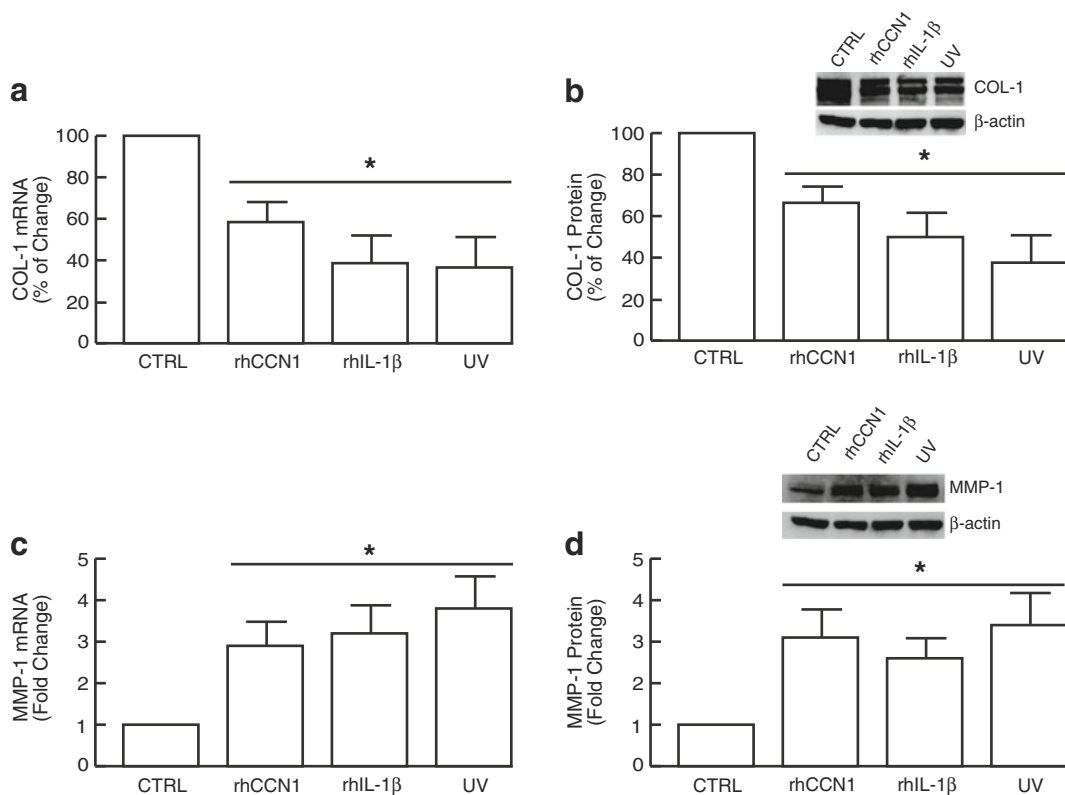 a
COL-1 mRNA
(% of Change)
100
80
60
40
20
0
*
CTRL rhCCN1 rhIL-1β UV
b
CTRL rhCCN1 rhIL-1β UV
COL-1
β-actin
COL-1 Protein
(% of Change)
100
80
60
40
20
0
*
CTRL rhCCN1 rhIL-1β UV
c
MMP-1 mRNA
(Fold Change)
5
4
3
2
1
0
*
CTRL rhCCN1 rhIL-1β UV
d
CTRL rhCCN1 rhIL-1β UV
MMP-1
β-actin
MMP-1 Protein
(Fold Change)
5
4
3
2
1
0
*
CTRL rhCCN1 rhIL-1β UV